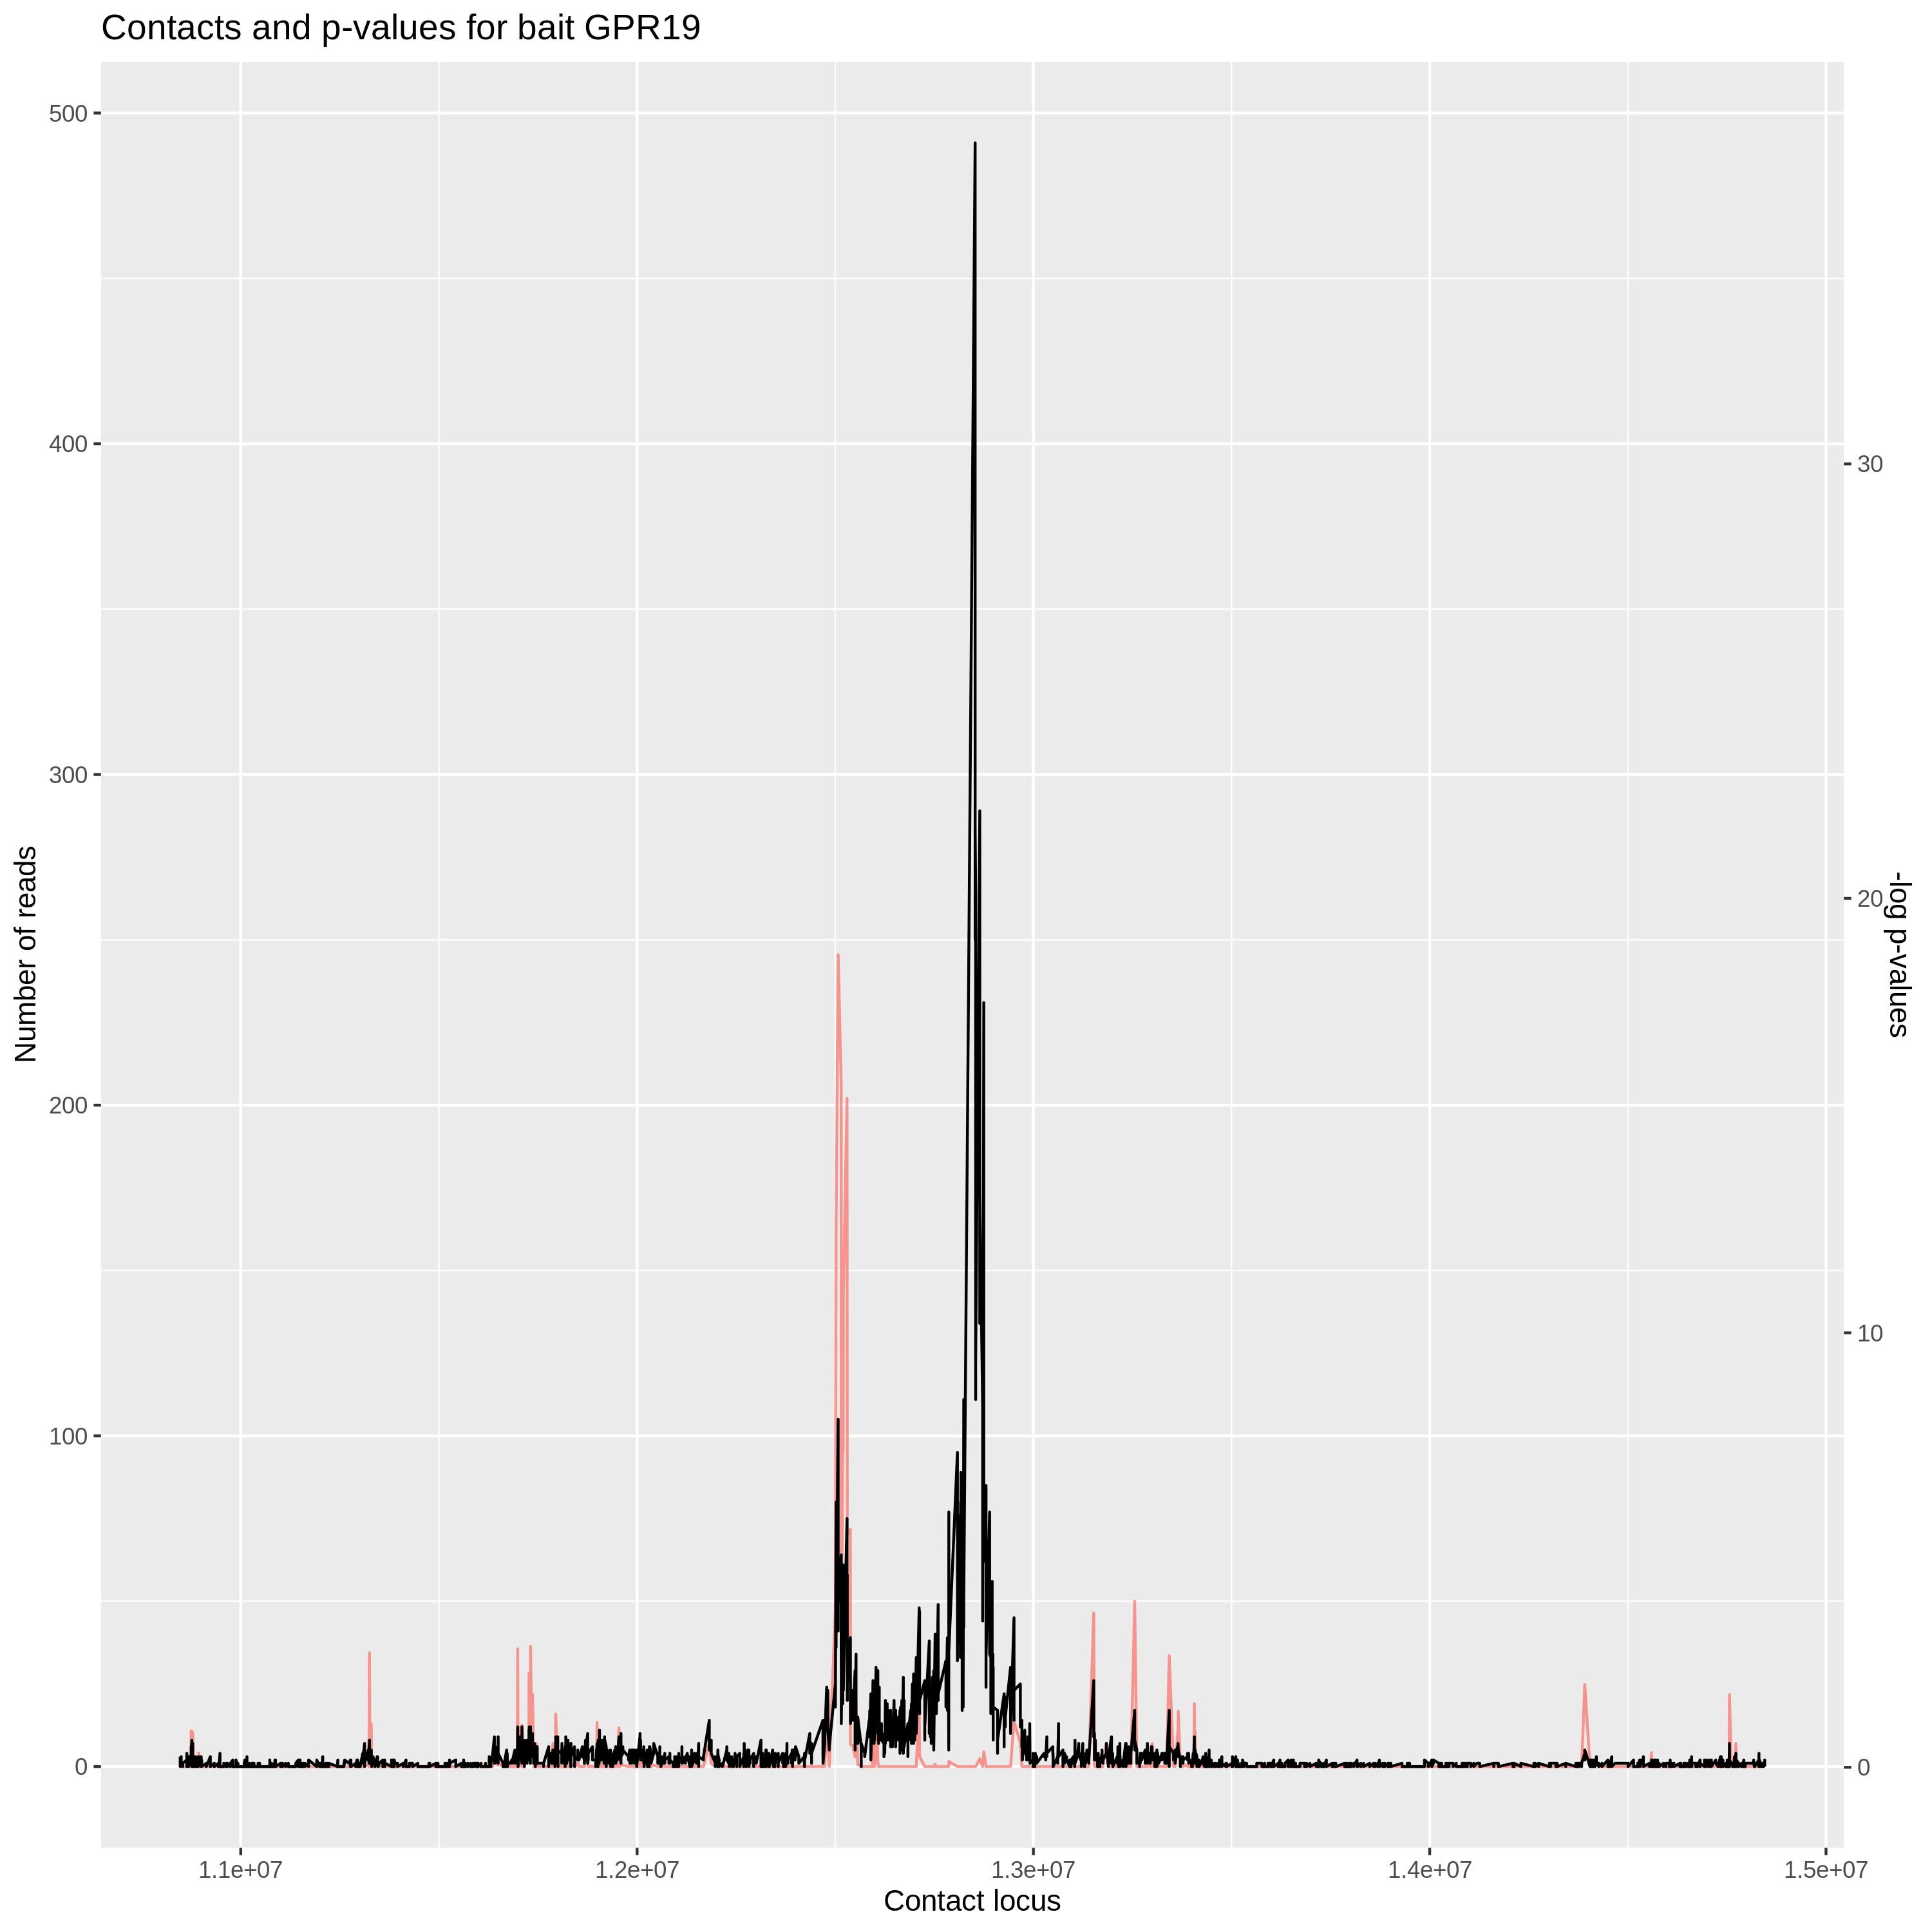 Contacts and p-values for bait GPR19
500
400
300
200
100
0
Number of reads
30
20
10
0
-log p-values
1.1e+07
1.2e+07
1.3e+07
1.4e+07
1.5e+07
Contact locus